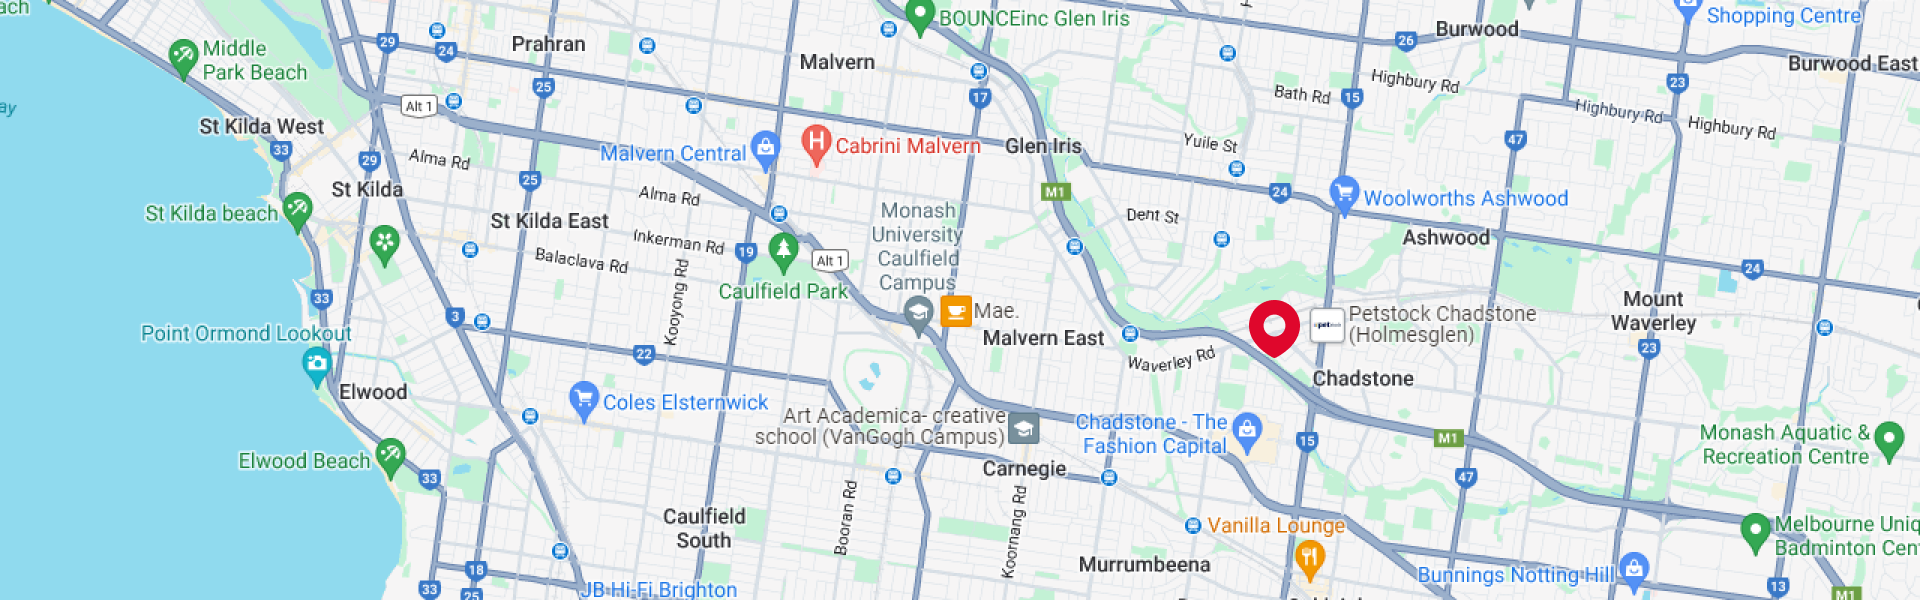 each
Middle
Park Beach
ay
Prahran
29
24
25
Alt 1
St Kilda West
33
29
Alma Rd
25
St Kilda
St Kilda beach
St Kilda East
Alma Rd
Inkerman Rd
Balaclava Rd
Kooyong Rd
33
3
Point Ormond Lookout
22
Elwood
Coles Elsternwick
Elwood Beach
33
18
33
25
JB Hi-Fi Brighton
Caulfield
South
BOUNCEinc Glen Iris
Malvern
17
Malvern Central
Cabrini Malvern
Glen Iris
M1
19
Alt 1
Caulfield Park
Monash
University
Caulfield
Campus
Mae.
Malvern East
Art Academica- creative
school (VanGogh Campus)
Carnegie
Booran Rd
Koornang Rd
Murrumbeena
26
Burwood
Shopping Centre
Burwood East
23
Highbury Rd
Bath Rd
15
Highbury Rd
Highbury Rd
47
Yuile St
24
Woolworths Ashwood
Dent St
Ashwood
24
Mount
Waverley
23
Petstock Chadstone
(Holmesglen)
Waverley Rd
Chadstone
Chadstone - The
Fashion Capital
15
M1
47
Monash Aquatic &
Recreation Centre
Vanilla Lounge
Melbourne Uniq
Badminton Cent
Bunnings Notting Hill
13
M1